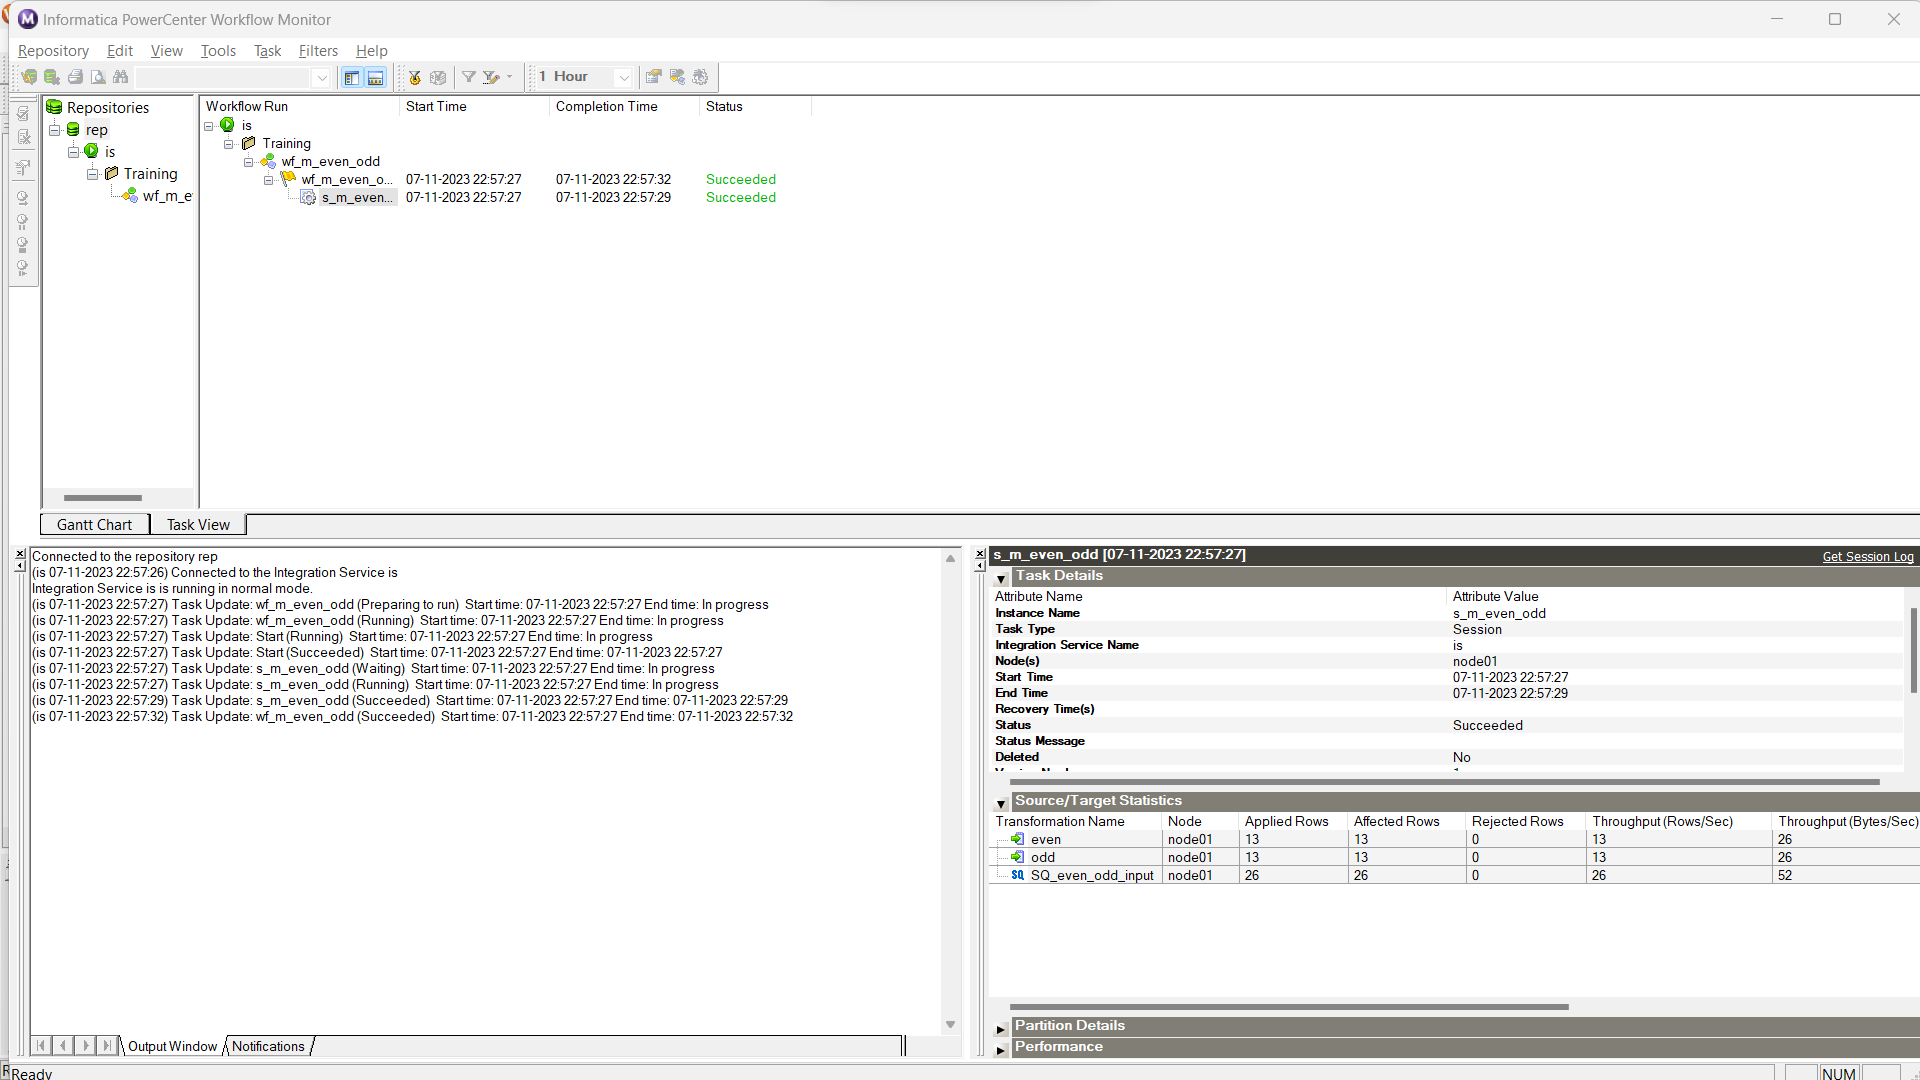 Informatica PowerCenter Workflow Monitor
Repository Edit View Tools Task Filters Help
1 Hour
Repositories
rep
is
Training
wf_m_e
Workflow Run Start Time Completion Time Status
is
Training
wf_m_even_odd
wf_m_even_o... 07-11-2023 22:57:27 07-11-2023 22:57:32 Succeeded
s_m_even... 07-11-2023 22:57:27 07-11-2023 22:57:29 Succeeded
Gantt Chart Task View
Connected to the repository rep
(is 07-11-2023 22:57:26) Connected to the Integration Service is
Integration Service is is running in normal mode.
(is 07-11-2023 22:57:27) Task Update: wf_m_even_odd (Preparing to run) Start time: 07-11-2023 22:57:27 End time: In progress
(is 07-11-2023 22:57:27) Task Update: wf_m_even_odd (Running) Start time: 07-11-2023 22:57:27 End time: In progress
(is 07-11-2023 22:57:27) Task Update: Start (Running) Start time: 07-11-2023 22:57:27 End time: In progress
(is 07-11-2023 22:57:27) Task Update: Start (Succeeded) Start time: 07-11-2023 22:57:27 End time: 07-11-2023 22:57:27
(is 07-11-2023 22:57:27) Task Update: s_m_even_odd (Waiting) Start time: 07-11-2023 22:57:27 End time: In progress
(is 07-11-2023 22:57:27) Task Update: s_m_even_odd (Running) Start time: 07-11-2023 22:57:27 End time: In progress
(is 07-11-2023 22:57:29) Task Update: s_m_even_odd (Succeeded) Start time: 07-11-2023 22:57:27 End time: 07-11-2023 22:57:29
(is 07-11-2023 22:57:32) Task Update: wf_m_even_odd (Succeeded) Start time: 07-11-2023 22:57:27 End time: 07-11-2023 22:57:32
Output Window Notifications
s_m_even_odd [07-11-2023 22:57:27] Get Session Log
Task Details
Attribute Name Attribute Value
Instance Name s_m_even_odd
Task Type Session
Integration Service Name is
Node(s) node01
Start Time 07-11-2023 22:57:27
End Time 07-11-2023 22:57:29
Recovery Time(s)
Status Succeeded
Status Message
Deleted No
Source/Target Statistics
Transformation Name Node Applied Rows Affected Rows Rejected Rows Throughput (Rows/Sec) Throughput (Bytes/Sec)
even node01 13 13 0 13 26
odd node01 13 13 0 13 26
SQ SQ_even_odd_input node01 26 26 0 26 52
Partition Details
Performance
Ready NUM